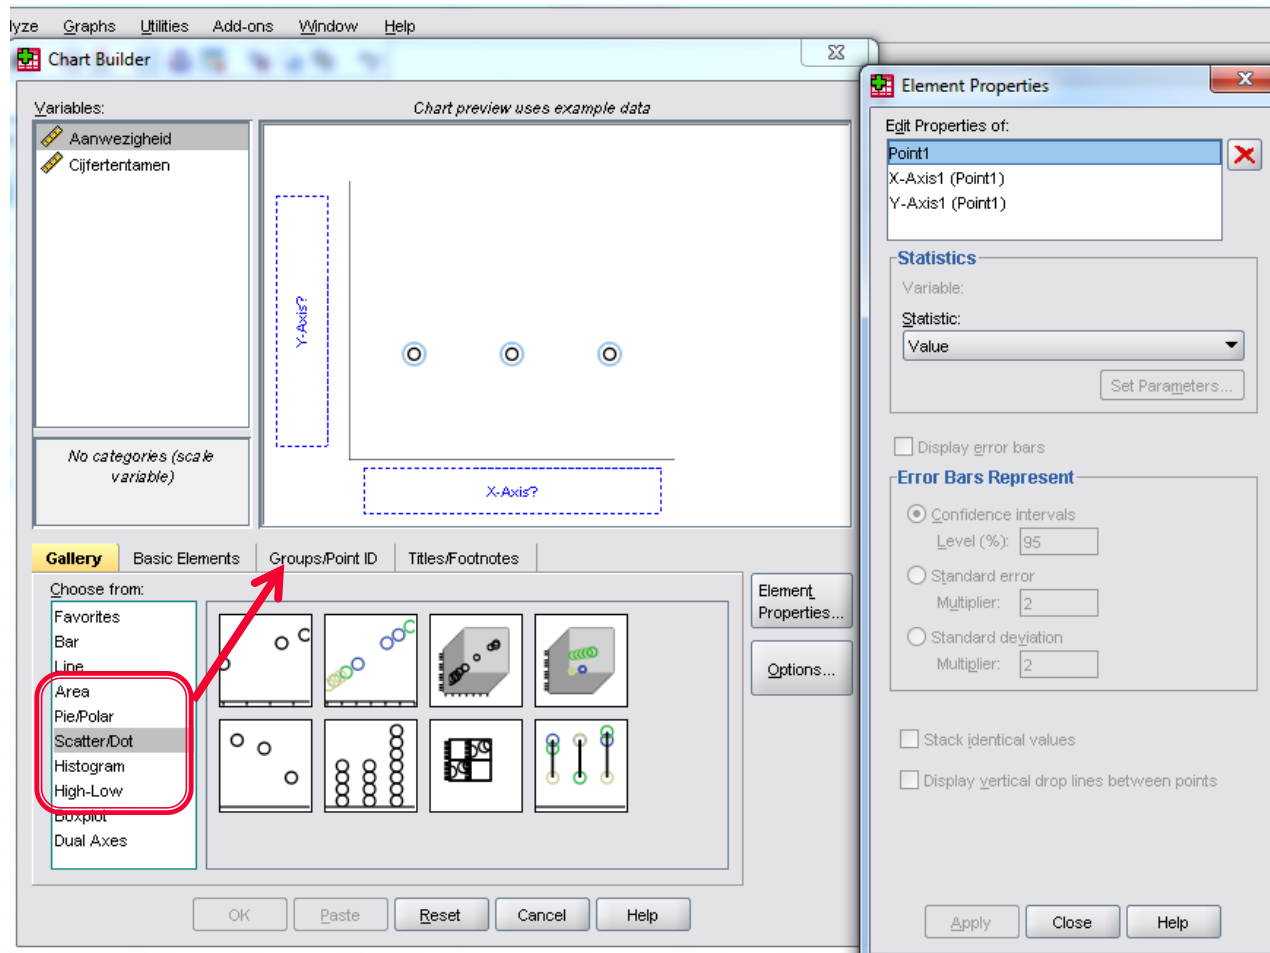 lyze Graphs Utilities Add-ons Window Help
Chart Builder
Variables:
Chart preview uses example data
Aanwezigheid
Cijfertentamen
Y-Axis?
X-Axis?
No categories (scale
variable)
Gallery Basic Elements Groups/Point ID Titles/Footnotes
Choose from:
Favorites
Bar
Line
Area
Pie/Polar
Scatter/Dot
Histogram
High-Low
Boxplot
Dual Axes
Element
Properties...
Options...
OK Paste Reset Cancel Help
Element Properties
Edit Properties of:
Point1
X-Axis1 (Point1)
Y-Axis1 (Point1)
Statistics
Variable:
Statistic:
Value
Set Parameters...
Display error bars
Error Bars Represent
Confidence intervals
Level (%): 95
Standard error
Multiplier: 2
Standard deviation
Multiplier: 2
Stack identical values
Display vertical drop lines between points
Apply Close Help